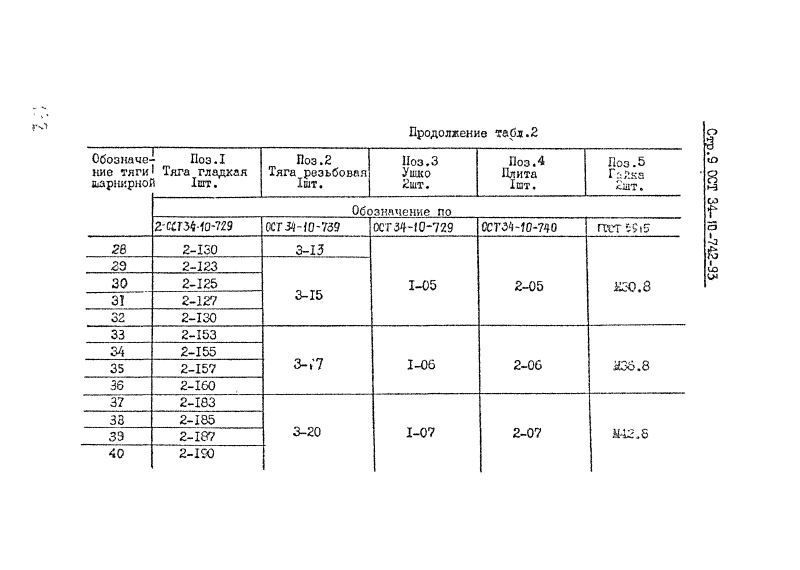 Продолжение табл.2
Стр.9 ОСТ 34-10-742-93
Обозначе- Поз.I Поз.2 Поз.3 Поз.4 Поз.5
ние тяги Тяга гладкая Тяга резьбовая Ушко Плита Гайка
шарнирной Iшт. Iшт. 2шт. Iшт. 2шт.
Обозначение по
2-ОСТ34-10-729 ОСТ 34-10-739 ОСТ 34-10-729 ОСТ34-10-740 ГОСТ 5915
28 2-I30 3-I3
29 2-I23
30 2-I25 I-05 2-05 М30.8
31 2-I27 3-I5
32 2-I30
33 2-I53
34 2-I55
35 2-I57 3-I7 I-06 2-06 М36.8
36 2-I60
37 2-I83
38 2-I85
39 2-I87 3-20 I-07 2-07 М42.8
40 2-I90